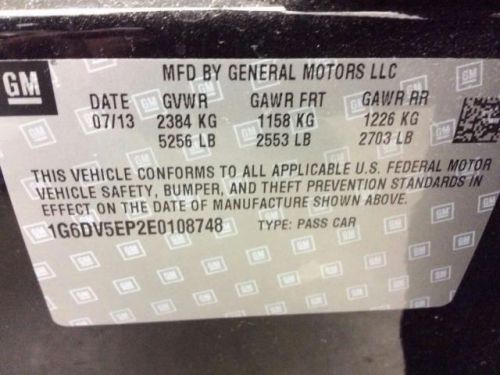 GM
MFD BY GENERAL MOTORS LLC
DATE GVWR GAWR FRT GAWR RR
07/13 2384 KG 1158 KG 1226 KG
5256 LB 2553 LB 2703 LB
THIS VEHICLE CONFORMS TO ALL APPLICABLE U.S. FEDERAL MOTOR
VEHICLE SAFETY, BUMPER, AND THEFT PREVENTION STANDARDS IN
EFFECT ON THE DATE OF MANUFACTURE SHOWN ABOVE.
1G6DV5EP2E0108748 TYPE: PASS CAR